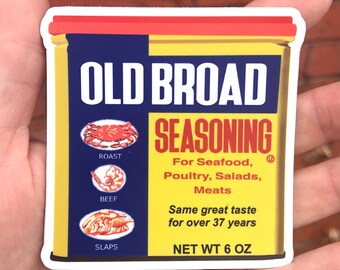 OLD BROAD
SEASONING
For Seafood,
Poultry, Salads,
Meats
Same great taste
for over 37 years
NET WT 6 OZ
ROAST
BEEF
SLAPS